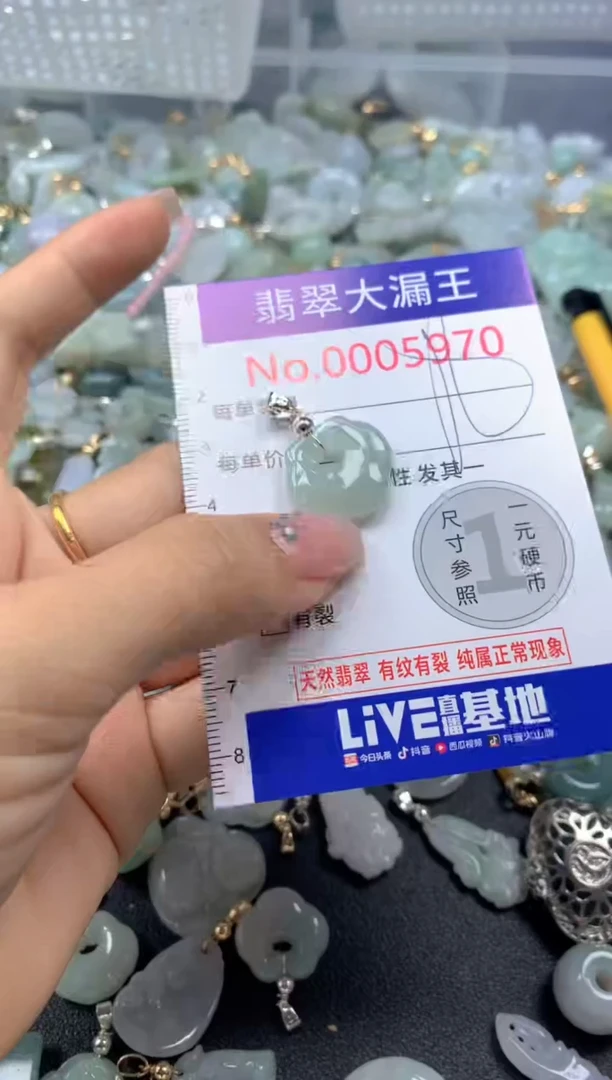 翡翠大漏王
No.0005970
2
每单
3
每单价
性发其一
4
尺寸参照
1
一元硬币
有裂
天然翡翠 有纹有裂 纯属正常现象
7
LiVE直播基地
8
今日头条 抖音 西瓜视频 抖音火山版